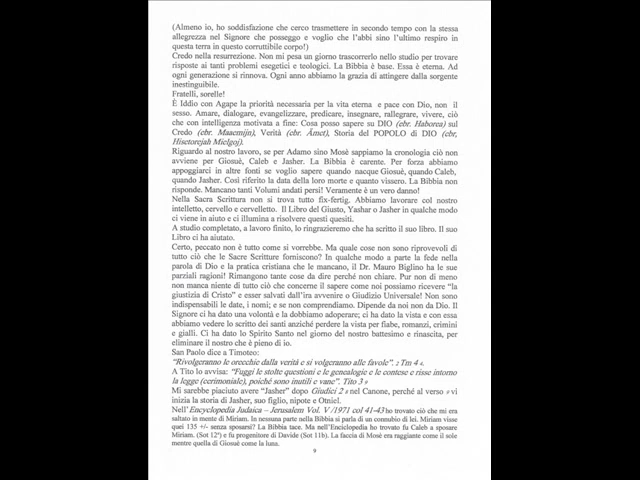 (Almeno io, ho soddisfazione che cerco trasmettere in secondo tempo con la stessa
allegrezza nel Signore che posseggo e voglio che l'abbi sino l'ultimo respiro in
questa terra in questo corruttibile corpo!)
Credo nella resurrezione. Non mi pesa un giorno trascorrerlo nello studio per trovare
risposte ai tanti problemi esegetici e teologici. La Bibbia è base. Essa è eterna. Ad
ogni generazione si rinnova. Ogni anno abbiamo la grazia di attingere dalla sorgente
inestinguibile.
Fratelli, sorelle!
È Iddio con Agape la priorità necessaria per la vita eterna e pace con Dio, non il
sesso. Amare, dialogare, evangelizzare, predicare, insegnare, rallegrare, vivere, ciò
che con intelligenza motivata a fine: Cosa posso sapere su DIO (ebr. Haborea) sul
Credo (ebr. Maacmijn), Verità (ebr. Ämet), Storia del POPOLO di DIO (ebr,
Hisctorejah Miclgoj).
Riguardo al nostro lavoro, se per Adamo sino Mosè sappiamo la cronologia ciò non
avviene per Giosuè, Caleb e Jasher. La Bibbia è carente. Per forza abbiamo
appoggiarci in altre fonti se voglio sapere quando nacque Giosuè, quando Caleb,
quando Jasher. Così riferito la data della loro morte e quanto vissero. La Bibbia non
risponde. Mancano tanti Volumi andati persi! Veramente è un vero danno!
Nella Sacra Scrittura non si trova tutto fix-fertig. Abbiamo lavorare col nostro
intelletto, cervello e cervelletto. Il Libro del Giusto, Yashar o Jasher in qualche modo
ci viene in aiuto e ci illumina a risolvere questi quesiti.
A studio completato, a lavoro finito, lo ringrazieremo che ha scritto il suo libro. Il suo
Libro ci ha aiutato.
Certo, peccato non è tutto come si vorrebbe. Ma quale cose non sono riprovevoli di
tutto ciò che le Sacre Scritture forniscono? In qualche modo a parte la fede nella
parola di Dio e la pratica cristiana che le mancano, il Dr. Mauro Biglino ha le sue
parziali ragioni! Rimangono tante cose da dire perché non chiare. Pur non di meno
non manca niente di tutto ciò che concerne il sapere come noi possiamo ricevere "la
giustizia di Cristo" e esser salvati dall'ira avvenire o Giudizio Universale! Non sono
indispensabili le date, i nomi; e se non comprendiamo. Dipende da noi non da Dio. Il
Signore ci ha dato una volontà e la dobbiamo adoperare; ci ha dato la vista e con essa
abbiamo vedere lo scritto dei santi anziché perdere la vista per fiabe, romanzi, crimini
e gialli. Ci ha dato lo Spirito Santo nel giorno del nostro battesimo e rinascita, per
eliminare il nostro che è pieno di io.
San Paolo dice a Timoteo:
"Rivolgeranno le orecchie dalla verità e si volgeranno alle favole". 2 Tm 4
A Tito lo avvisa: "Fuggi le stolte questioni e le genealogie e le contese e risse intorno
la legge (cerimoniale), poiché sono inutili e vane". Tito 3 9
Mi sarebbe piaciuto avere "Jasher" dopo Giudici 2 8 nel Canone, perché al verso vi
inizia la storia di Jasher, suo figlio, nipote e Otniel.
Nell'Encyclopedia Judaica – Jerusalem Vol. V /1971 col 41-43 ho trovato ciò che mi era
saltato in mente di Miriam. In nessuna parte nella Bibbia si parla di un connubio di lei. Miriam visse
quei 135 +/- senza sposarsi? La Bibbia tace. Ma nell'Enciclopedia ho trovato fu Caleb a sposare
Miriam. (Sot 12ª) e fu progenitore di Davide (Sot 11b). La faccia di Mosè era raggiante come il sole
mentre quella di Giosuè come la luna.
9